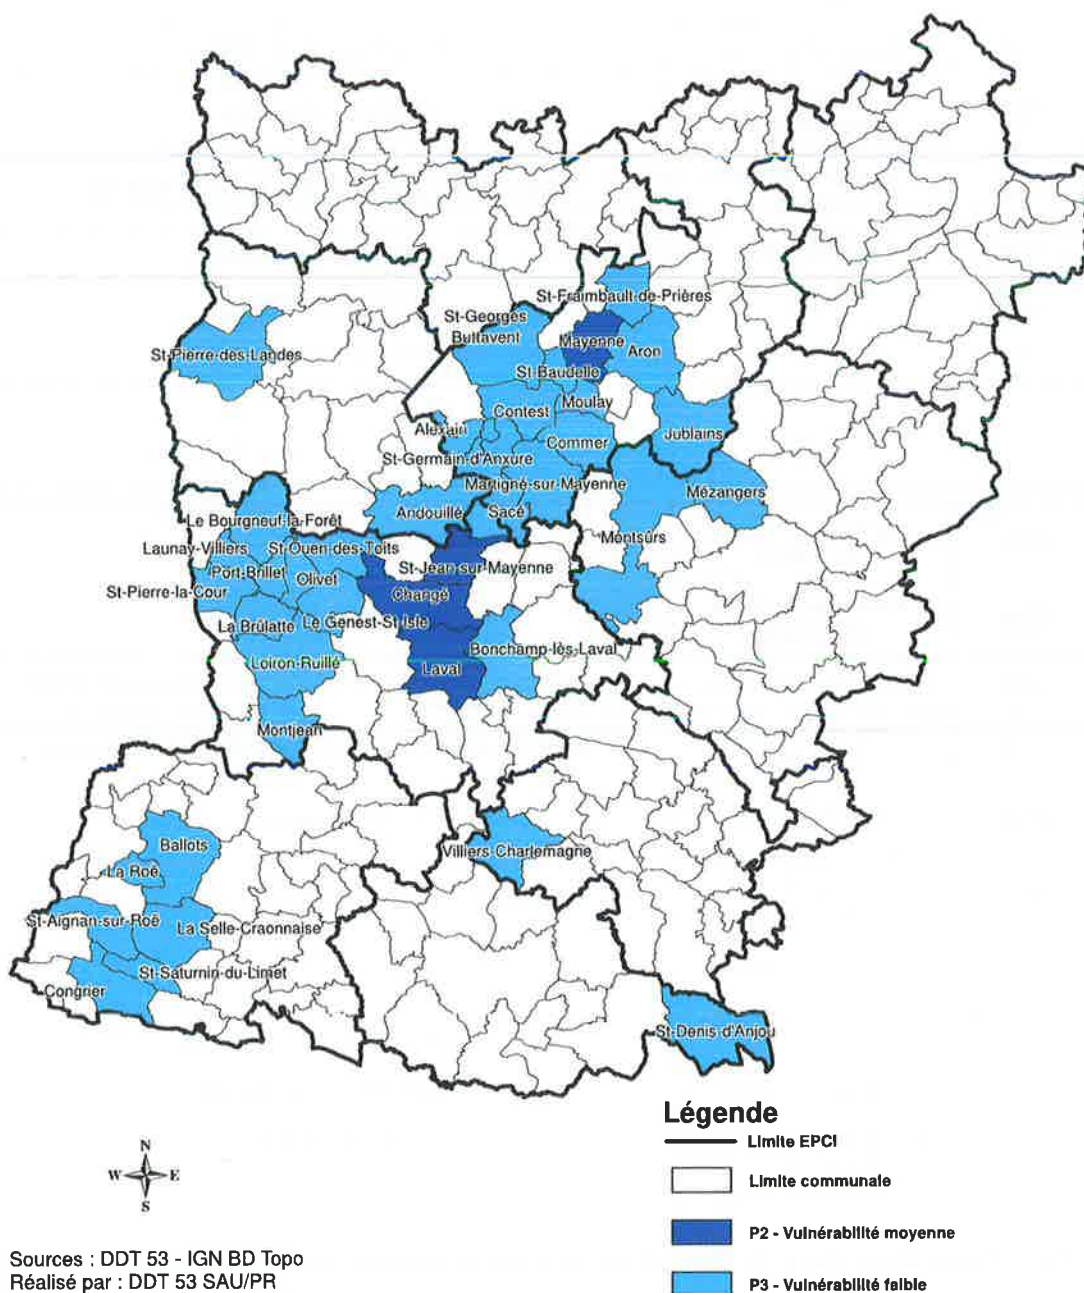 St-Fraimbault-de-Prières
St-Georges
Buttavent
Mayenne
Aron
St-Pierre-des-Landes
St-Baudelle
Moulay
Contest
Alexain
Commer
Jublains
St-Germain-d'Anxure
Martigné-sur-Mayenne
Mézangers
Andouillé
Sacé
Le Bourgneuf-la-Forêt
Montsûrs
Launay-Villiers
St-Ouen-des-Toits
St-Jean-sur-Mayenne
Port-Brillet
Olivet
St-Pierre-la-Cour
Changé
La Brûlatte
Le Genest-St-Isle
Bonchamp-lès-Laval
Loiron-Ruillé
Laval
Montjean
Ballots
Villiers-Charlemagne
La Roë
St-Aignan-sur-Roë
La Selle-Craonnaise
St-Saturnin-du-Limet
Congrier
St-Denis-d'Anjou
Légende
Limite EPCI
Limite communale
P2 - Vulnérabilité moyenne
P3 - Vulnérabilité faible
N
W E
S
Sources : DDT 53 - IGN BD Topo
Réalisé par : DDT 53 SAU/PR